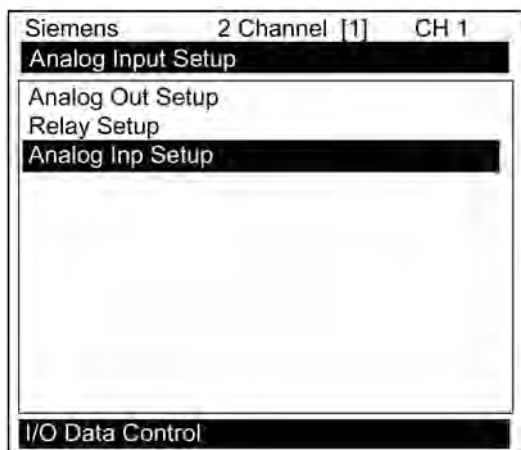 Siemens 2 Channel [1] CH 1
Analog Input Setup
Analog Out Setup
Relay Setup
Analog Inp Setup
I/O Data Control